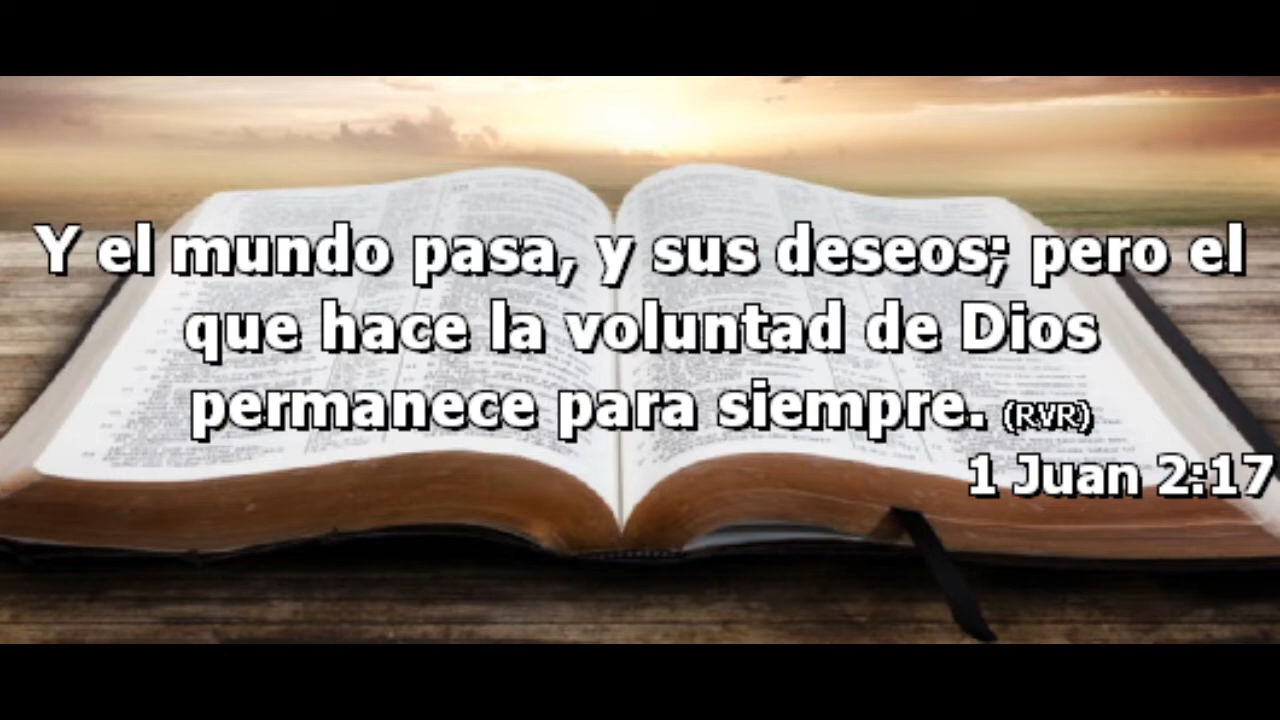 Y el mundo pasa, y sus deseos; pero el
que hace la voluntad de Dios
permanece para siempre. (RVR)
1 Juan 2:17